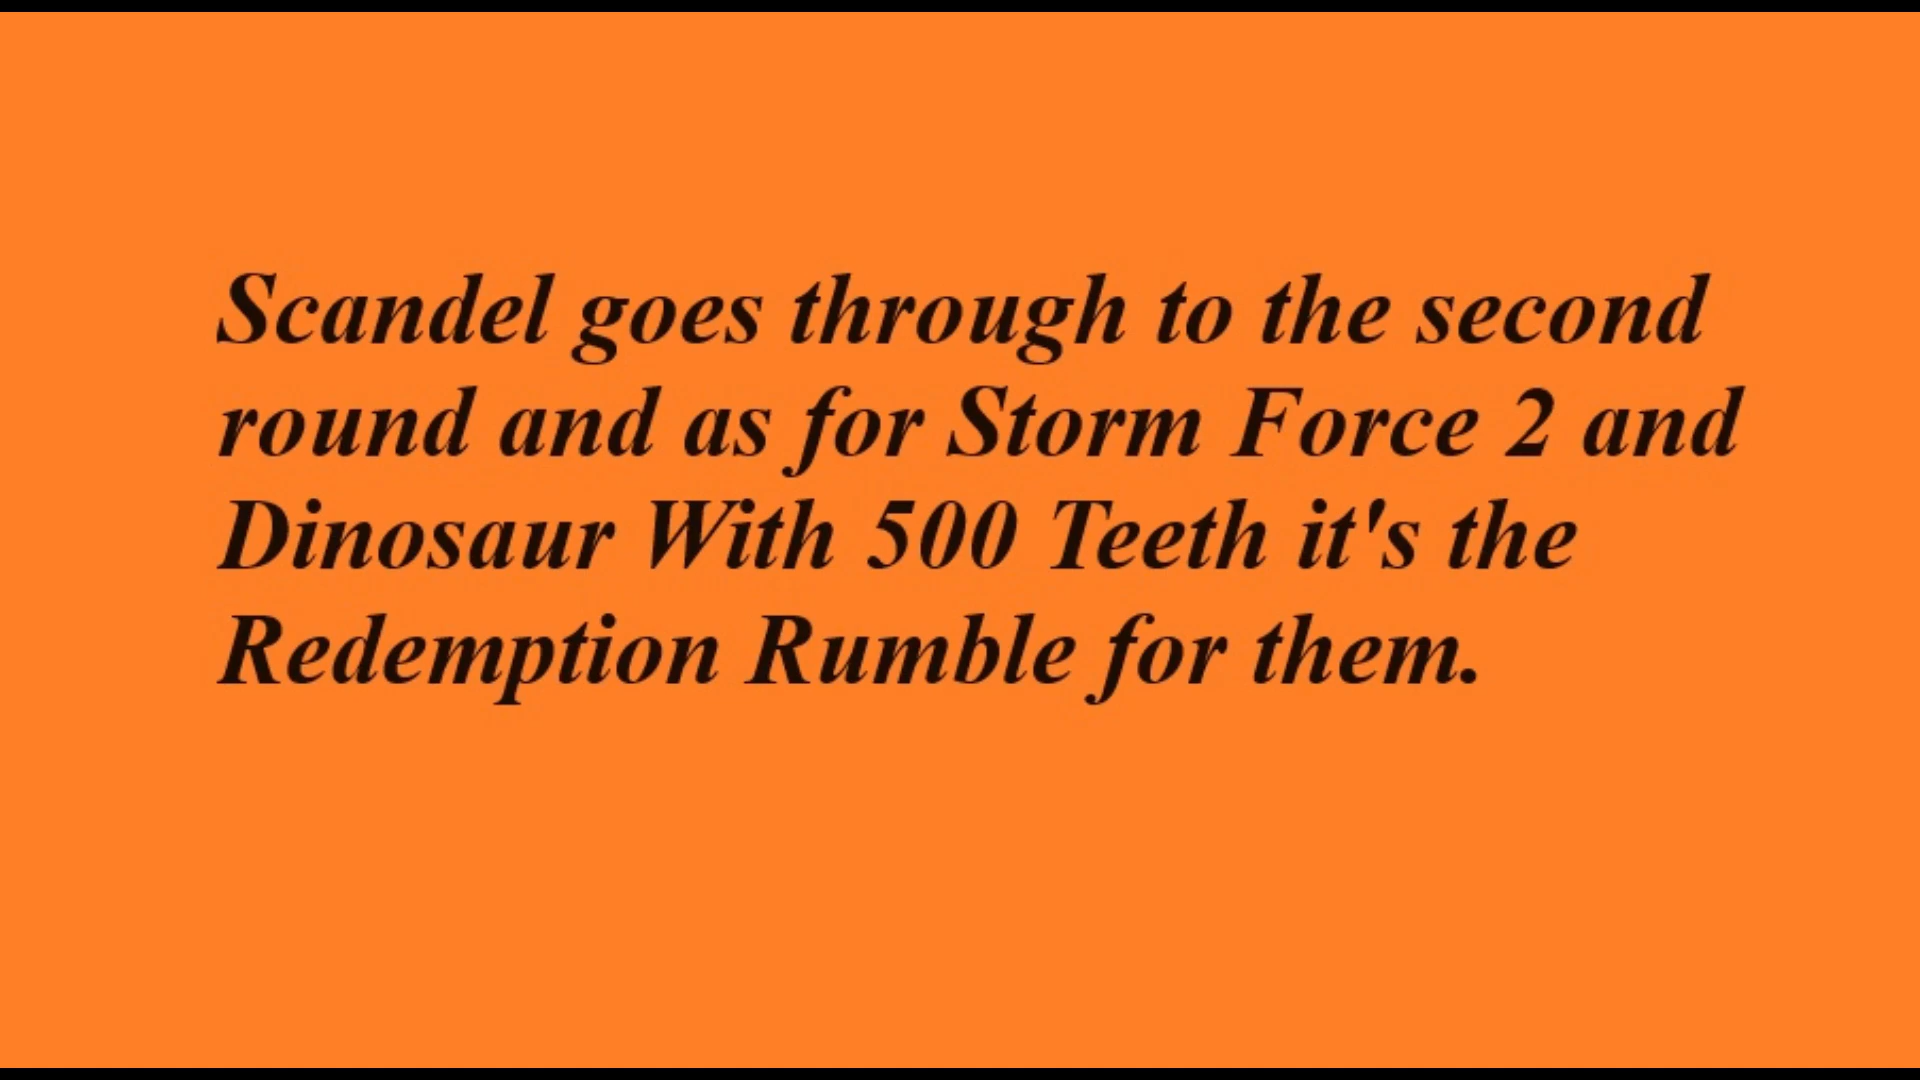 Scandel goes through to the second
round and as for Storm Force 2 and
Dinosaur With 500 Teeth it's the
Redemption Rumble for them.